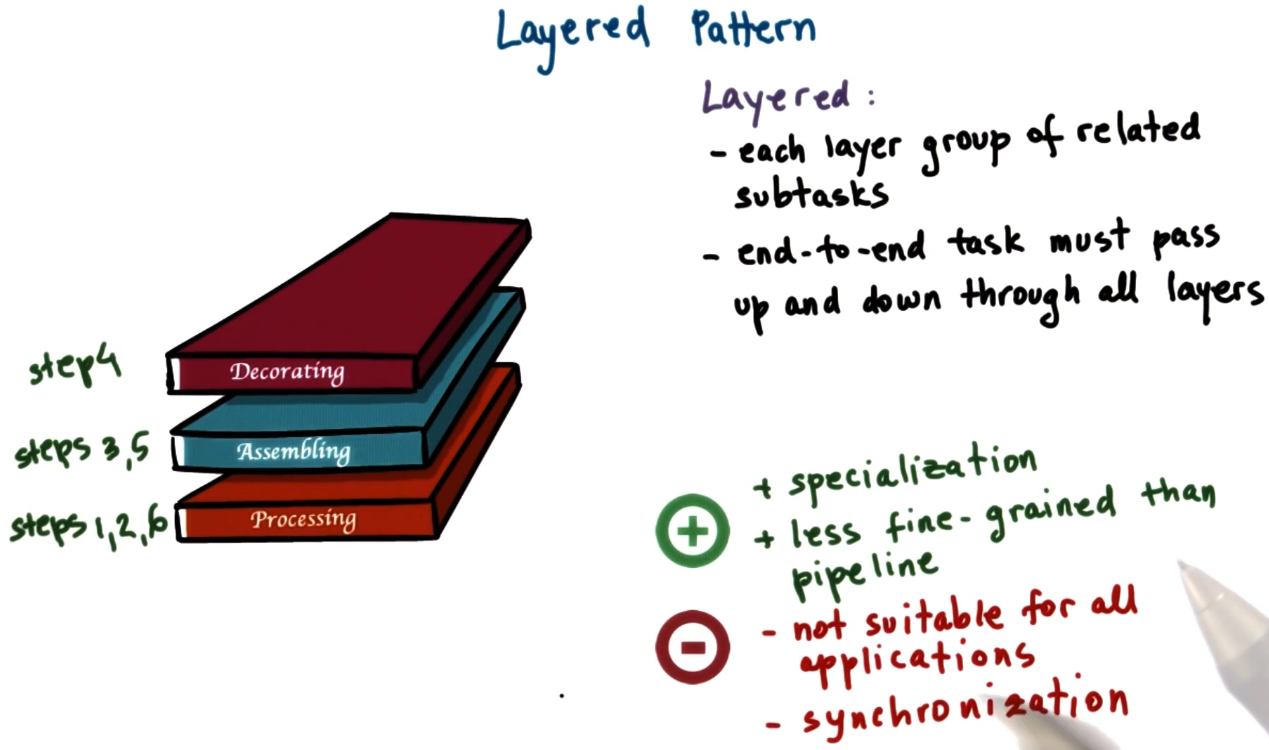 Layered Pattern
Layered :
- each layer group of related
subtasks
- end-to-end task must pass
up and down through all layers
step4
Decorating
steps 3,5
Assembling
steps 1,2,6
Processing
+ specialization
+ less fine-grained than
pipeline
- not suitable for all
applications
- synchronization